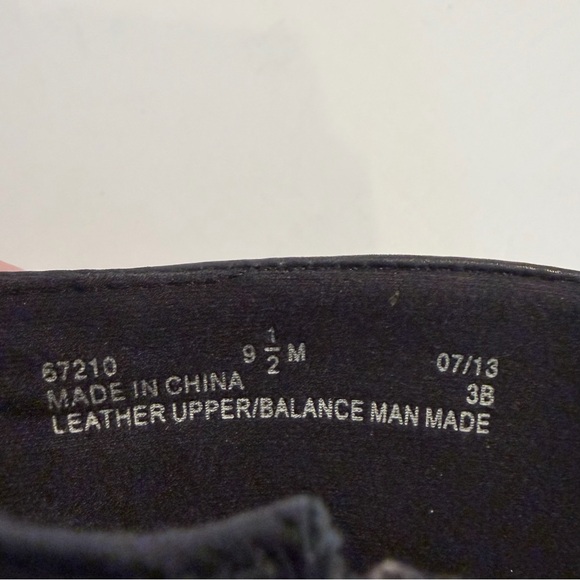 67210 9 1/2 M 07/13
MADE IN CHINA 3B
LEATHER UPPER/BALANCE MAN MADE